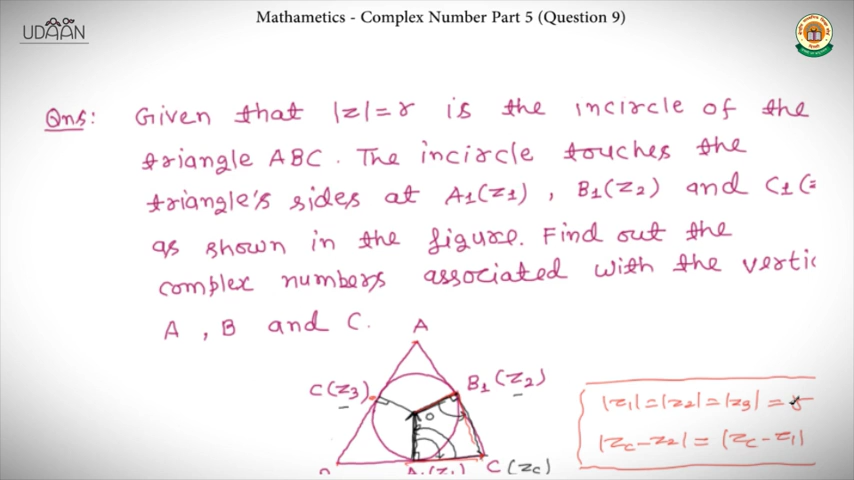 Mathametics - Complex Number Part 5 (Question 9)
UDAAN
Qns: Given that |z|=r is the incircle of the
triangle ABC. The incircle touches the
triangle's sides at A1(z1), B1(z2) and C1(z
as shown in the figure. Find out the
complex numbers associated with the vertic
A, B and C.
A
C(z3)
B1(z2)
O
C(zc)
|z1|=|z2|=|z3|=r
|zc-z2|=|zc-z1|